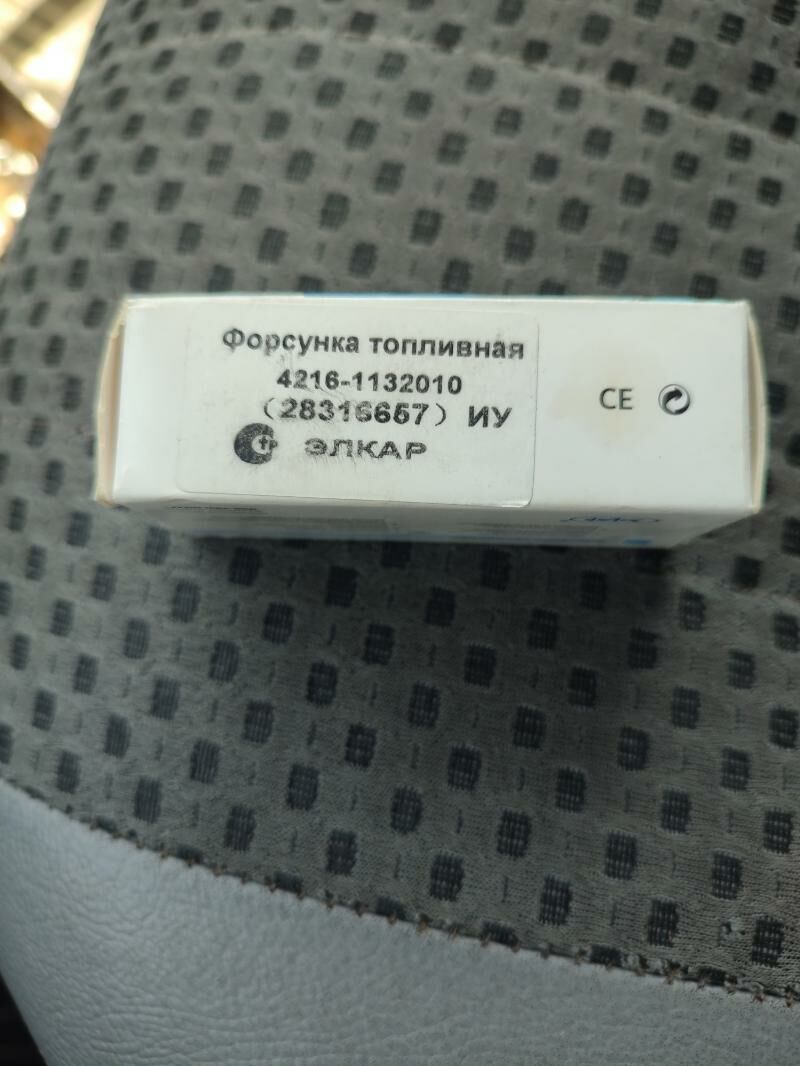 Форсунка топливная
4216-1132010
(28316657) ИУ
ЭЛКАР
CE